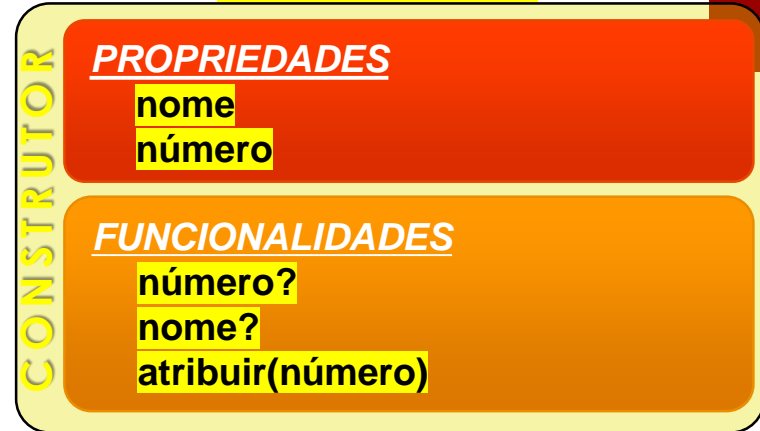 CONSTRUTOR
PROPRIEDADES
nome
número
FUNCIONALIDADES
número?
nome?
atribuir(número)